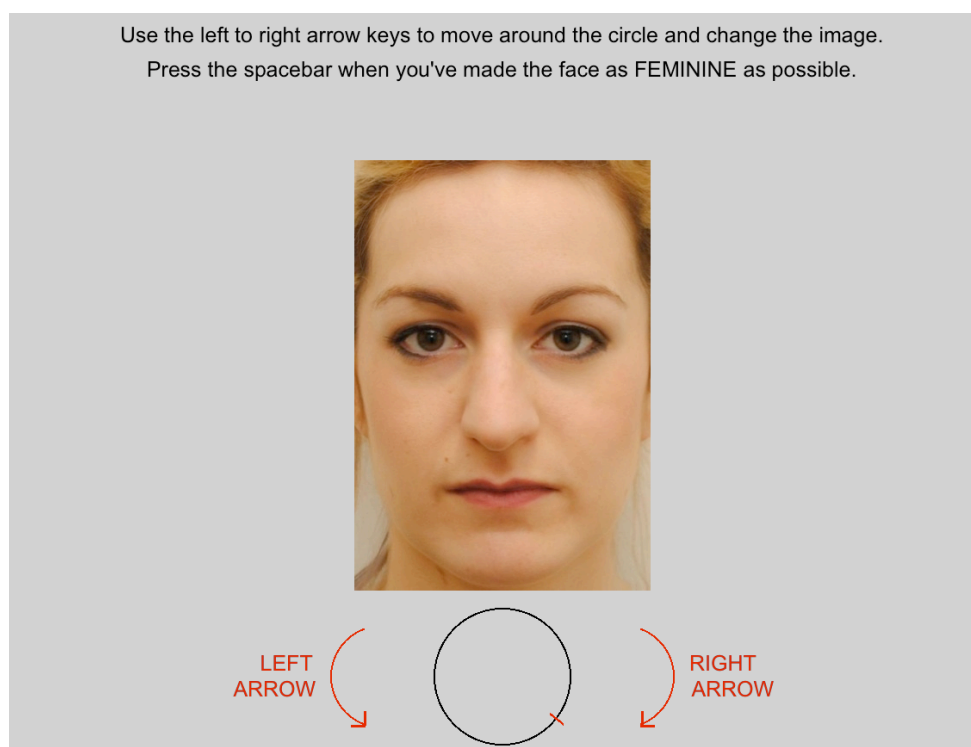 Use the left to right arrow keys to move around the circle and change the image.
Press the spacebar when you've made the face as FEMININE as possible.
LEFT
ARROW
RIGHT
ARROW